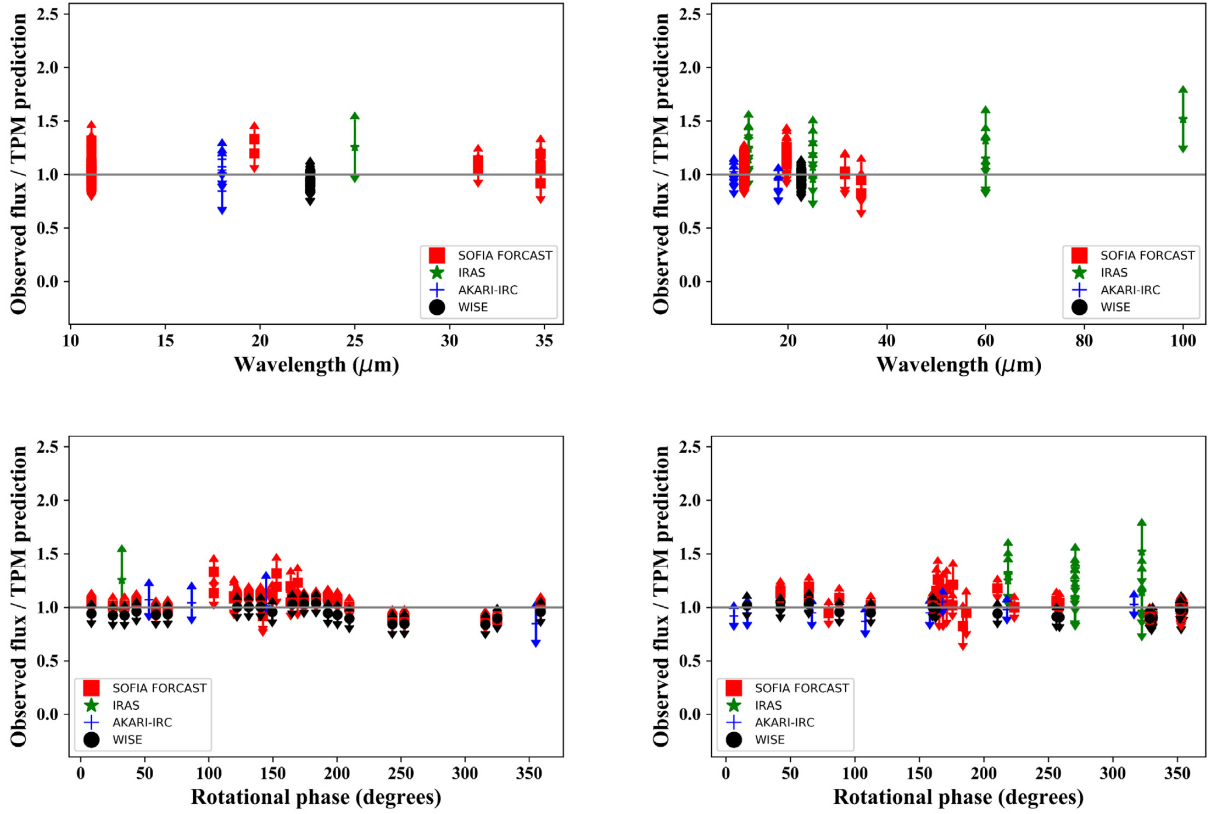 Observed flux / TPM prediction
2.5
2.0
1.5
1.0
0.5
0.0
SOFIA FORCAST
IRAS
AKARI-IRC
WISE
10 15 20 25 30 35
Wavelength (μm)
Observed flux / TPM prediction
2.5
2.0
1.5
1.0
0.5
0.0
SOFIA FORCAST
IRAS
AKARI-IRC
WISE
20 40 60 80 100
Wavelength (μm)
Observed flux / TPM prediction
2.5
2.0
1.5
1.0
0.5
0.0
SOFIA FORCAST
IRAS
AKARI-IRC
WISE
0 50 100 150 200 250 300 350
Rotational phase (degrees)
Observed flux / TPM prediction
2.5
2.0
1.5
1.0
0.5
0.0
SOFIA FORCAST
IRAS
AKARI-IRC
WISE
0 50 100 150 200 250 300 350
Rotational phase (degrees)